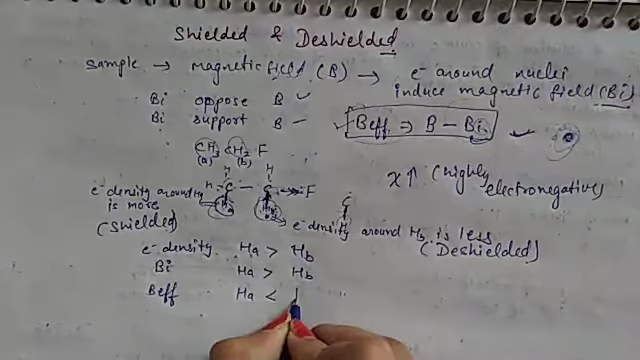 Shielded & Deshielded
Sample → magnetic field (B) → e⁻ around nuclei
induce magnetic field (Bi)
Bi oppose B ✓
Bi support B –
Beff ⇒ B – Bi
CH3 CH2 F
(a) (b)
X↑ (highly
electronegatives
H H
H – C – C →→ F
C
H
e⁻ density around Ha
is more
(Shielded)
e⁻ density around Hb is less
(Deshielded)
e⁻ density Ha > Hb
Bi Ha > Hb
Beff Ha <